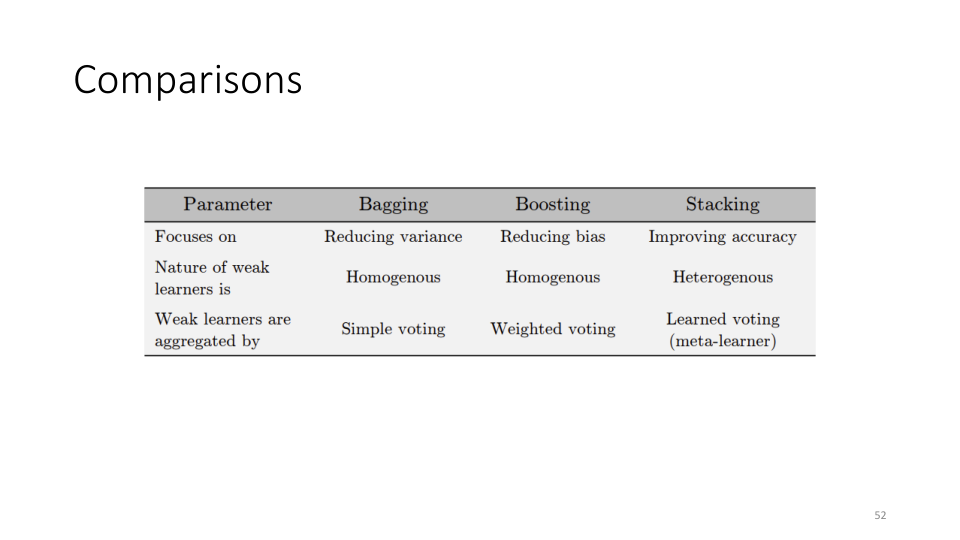 Comparisons
Parameter Bagging Boosting Stacking
Focuses on Reducing variance Reducing bias Improving accuracy
Nature of weak
learners is Homogenous Homogenous Heterogenous
Weak learners are
aggregated by Simple voting Weighted voting Learned voting
(meta-learner)
52